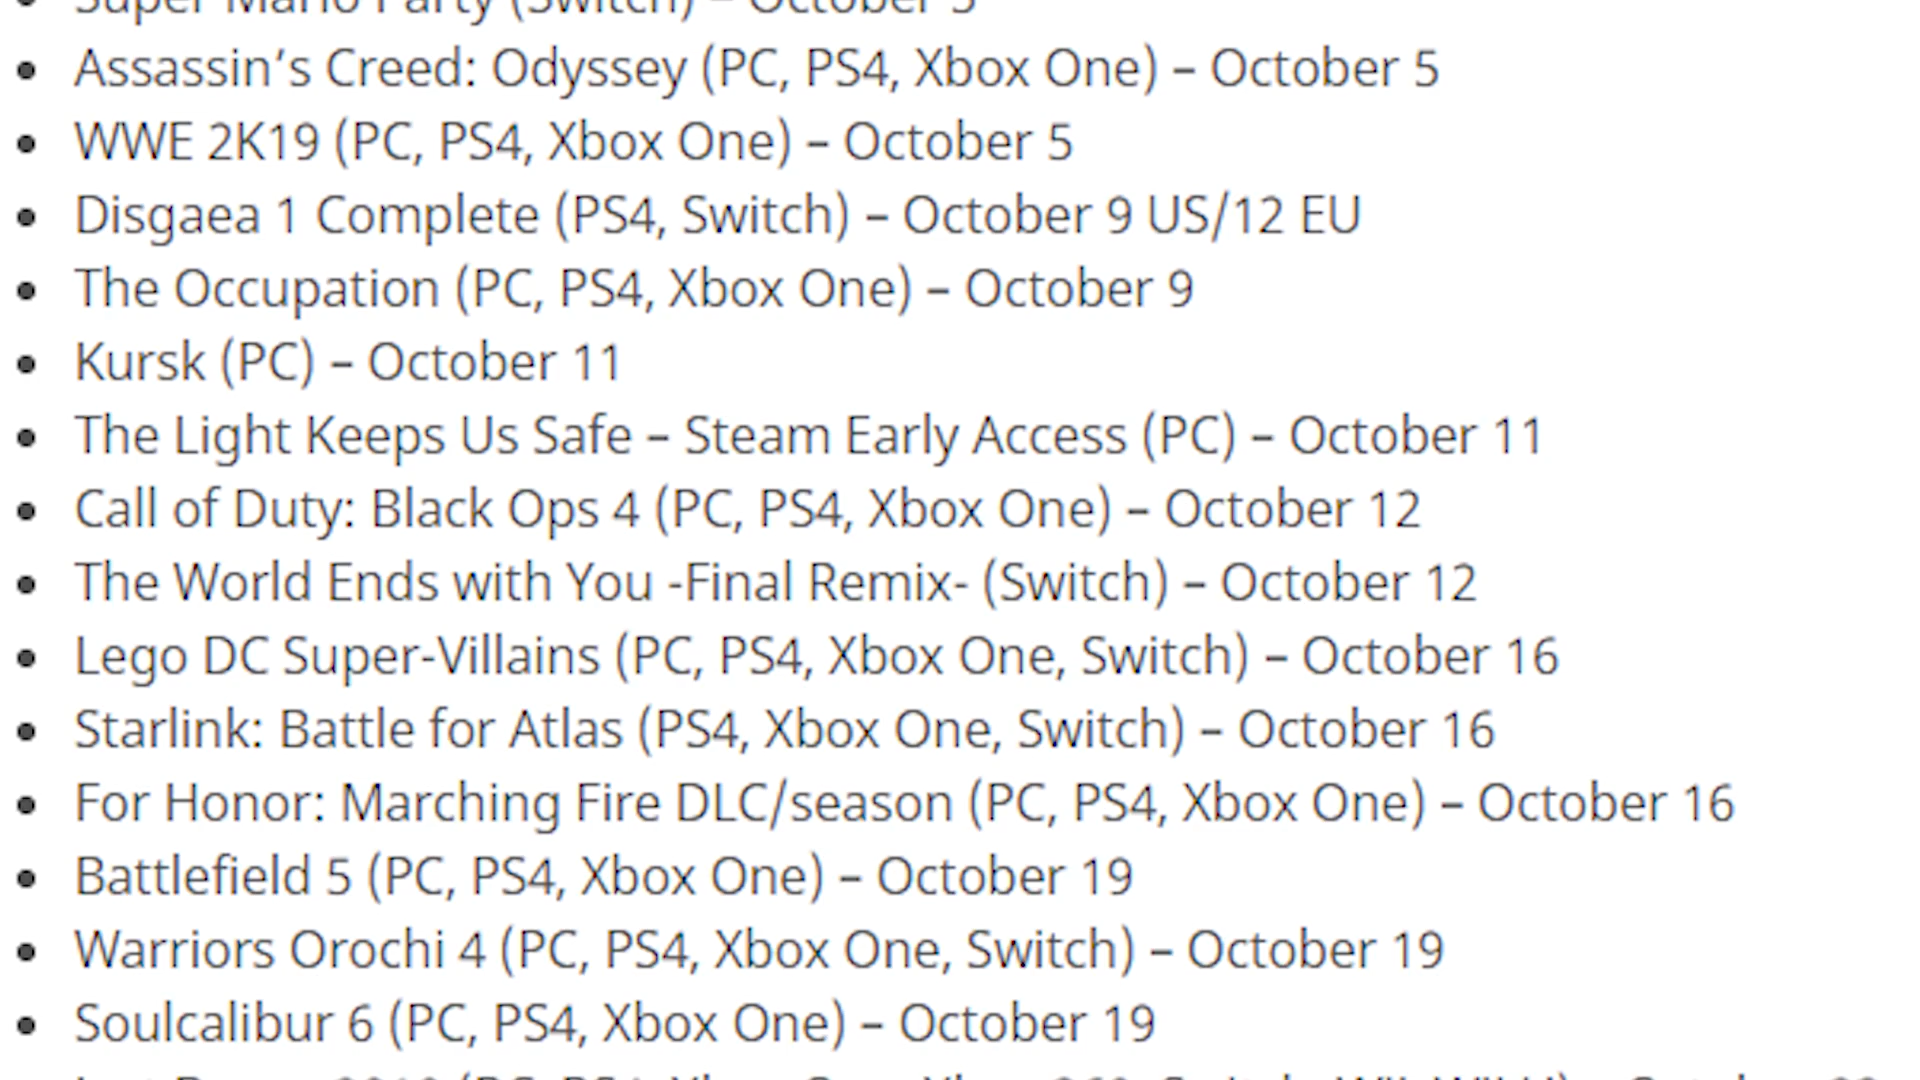 Super Mario Party (Switch) – October 5
Assassin’s Creed: Odyssey (PC, PS4, Xbox One) – October 5
WWE 2K19 (PC, PS4, Xbox One) – October 5
Disgaea 1 Complete (PS4, Switch) – October 9 US/12 EU
The Occupation (PC, PS4, Xbox One) – October 9
Kursk (PC) – October 11
The Light Keeps Us Safe – Steam Early Access (PC) – October 11
Call of Duty: Black Ops 4 (PC, PS4, Xbox One) – October 12
The World Ends with You -Final Remix- (Switch) – October 12
Lego DC Super-Villains (PC, PS4, Xbox One, Switch) – October 16
Starlink: Battle for Atlas (PS4, Xbox One, Switch) – October 16
For Honor: Marching Fire DLC/season (PC, PS4, Xbox One) – October 16
Battlefield 5 (PC, PS4, Xbox One) – October 19
Warriors Orochi 4 (PC, PS4, Xbox One, Switch) – October 19
Soulcalibur 6 (PC, PS4, Xbox One) – October 19